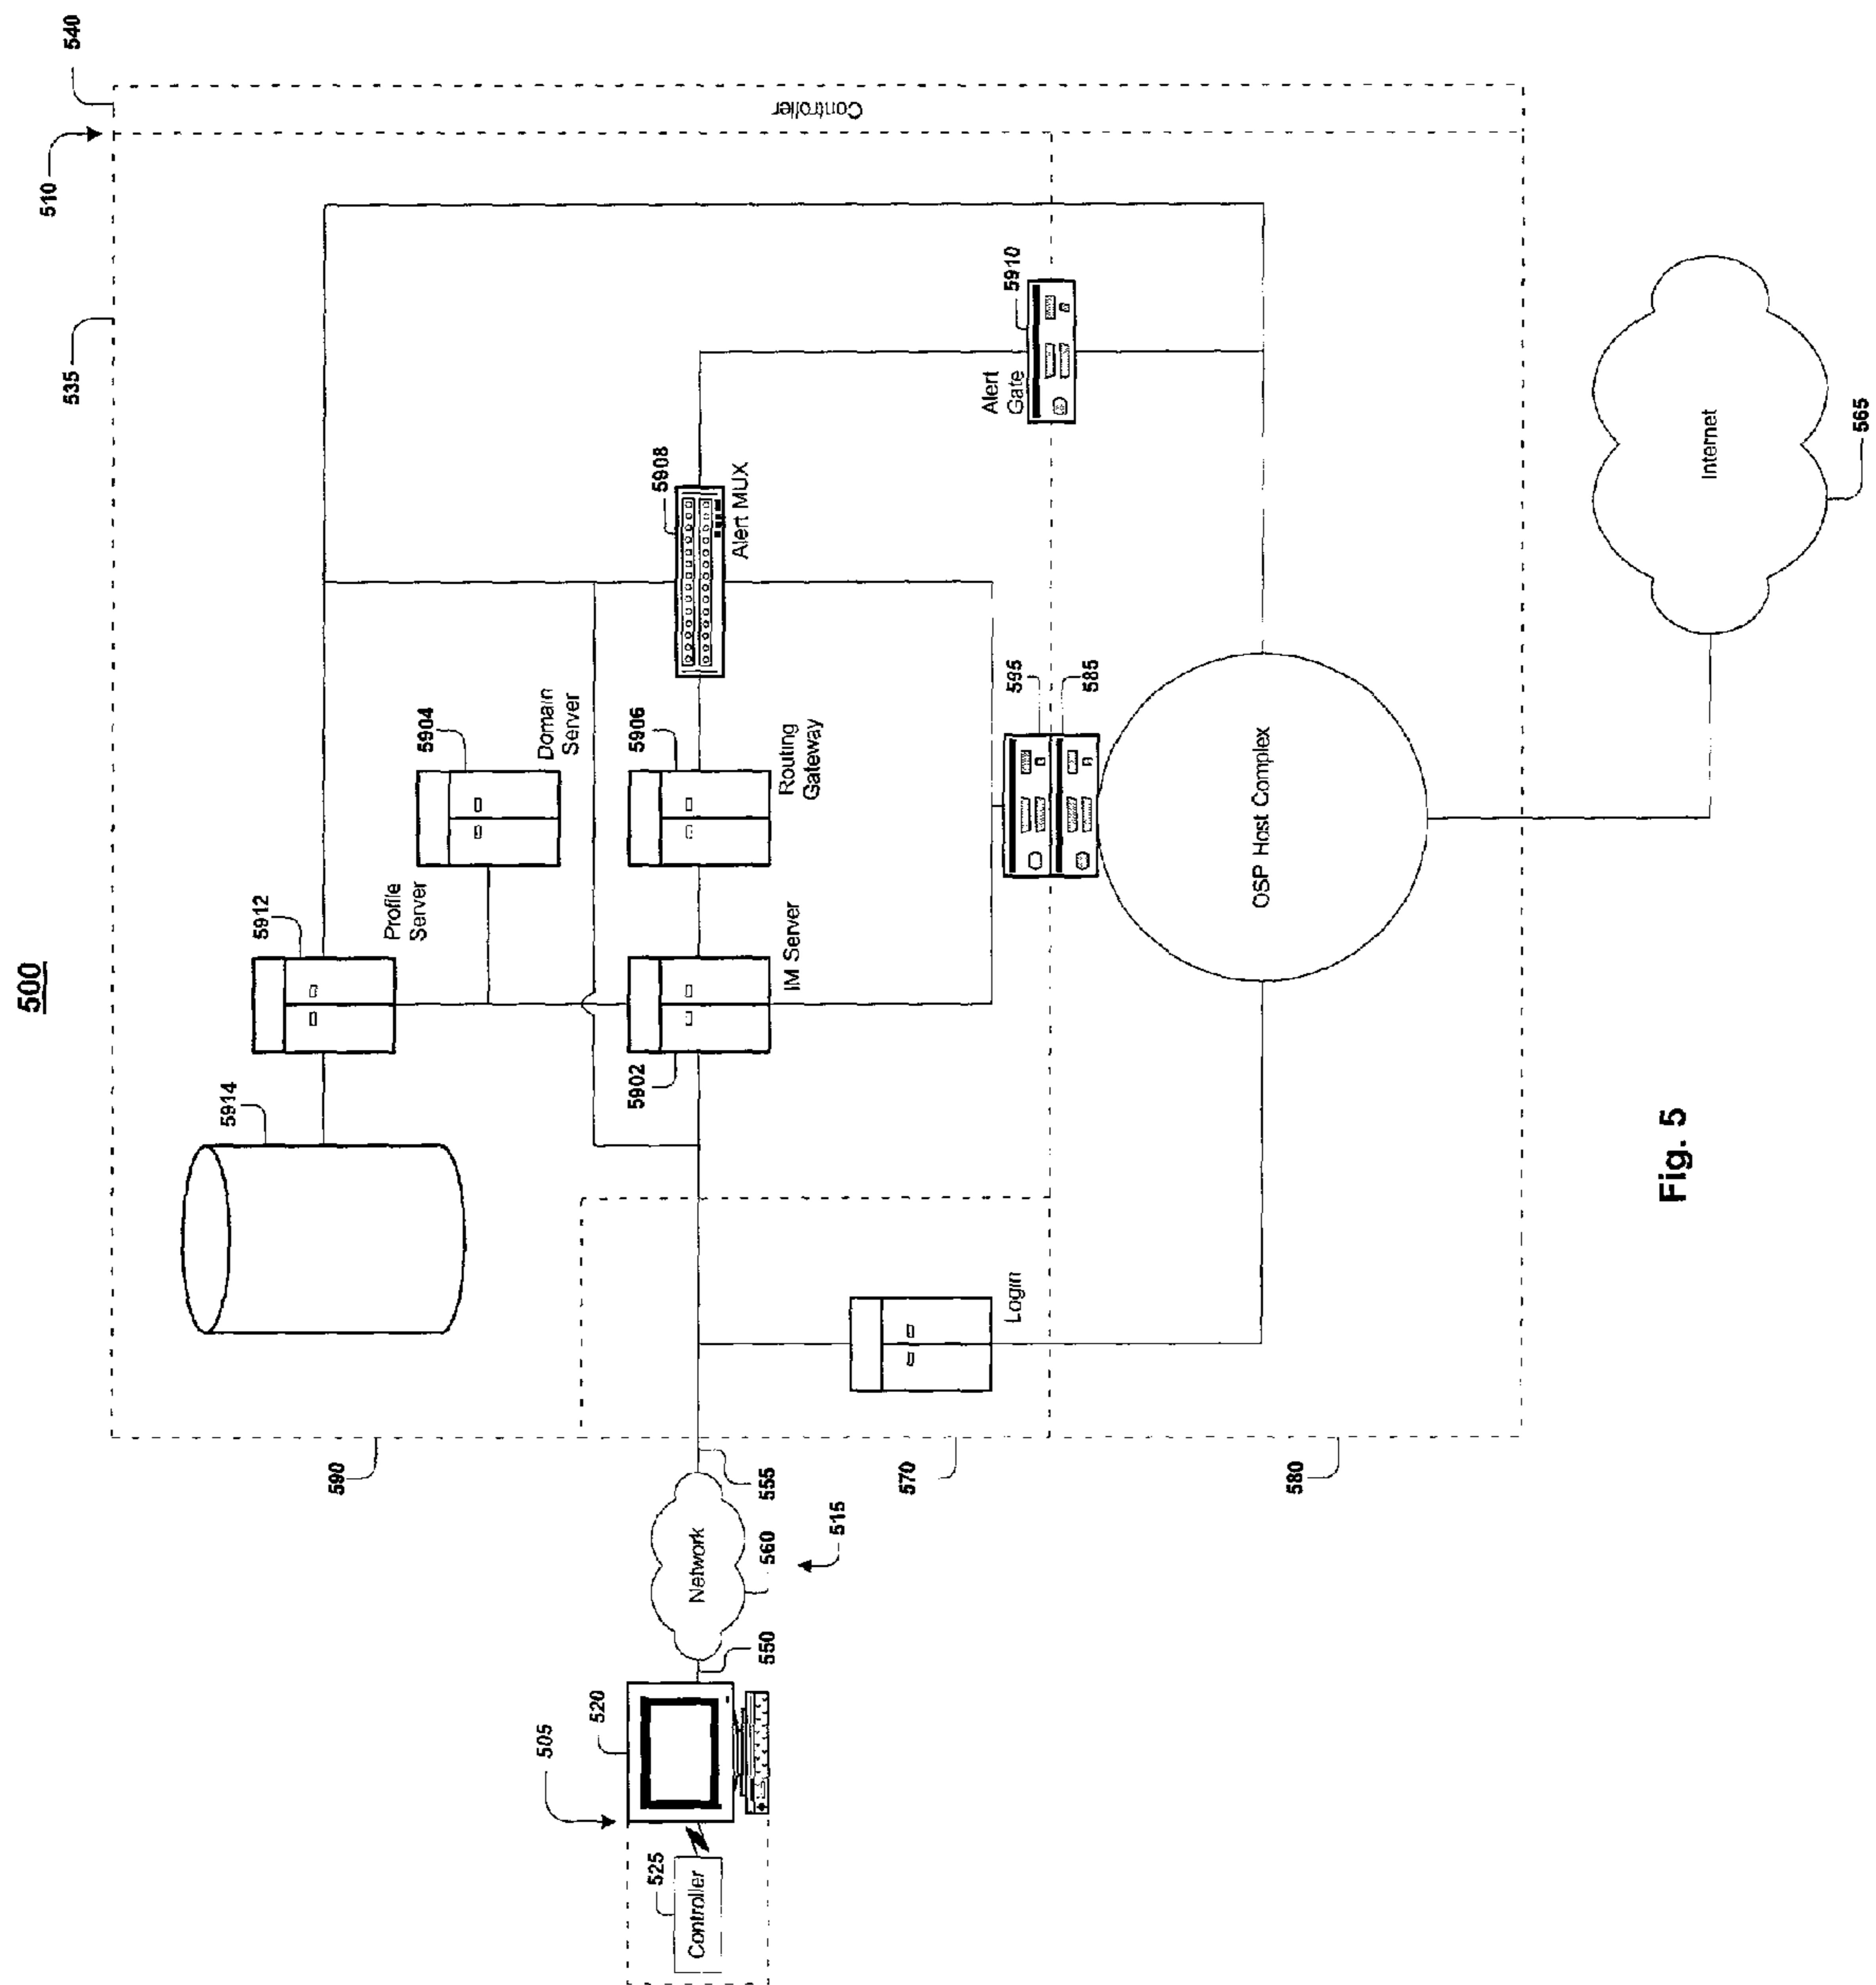 500
510
540
535
Controller
5914
5912
Profile
Server
5904
Domain
Server
5902
IM Server
5906
Routing
Gateway
5908
Alert MUX
Alert
Gate
5910
595
585
505
520
525
Controller
550
Network
560
555
515
590
570
580
Login
OSP Host Complex
Internet
565
Fig. 5